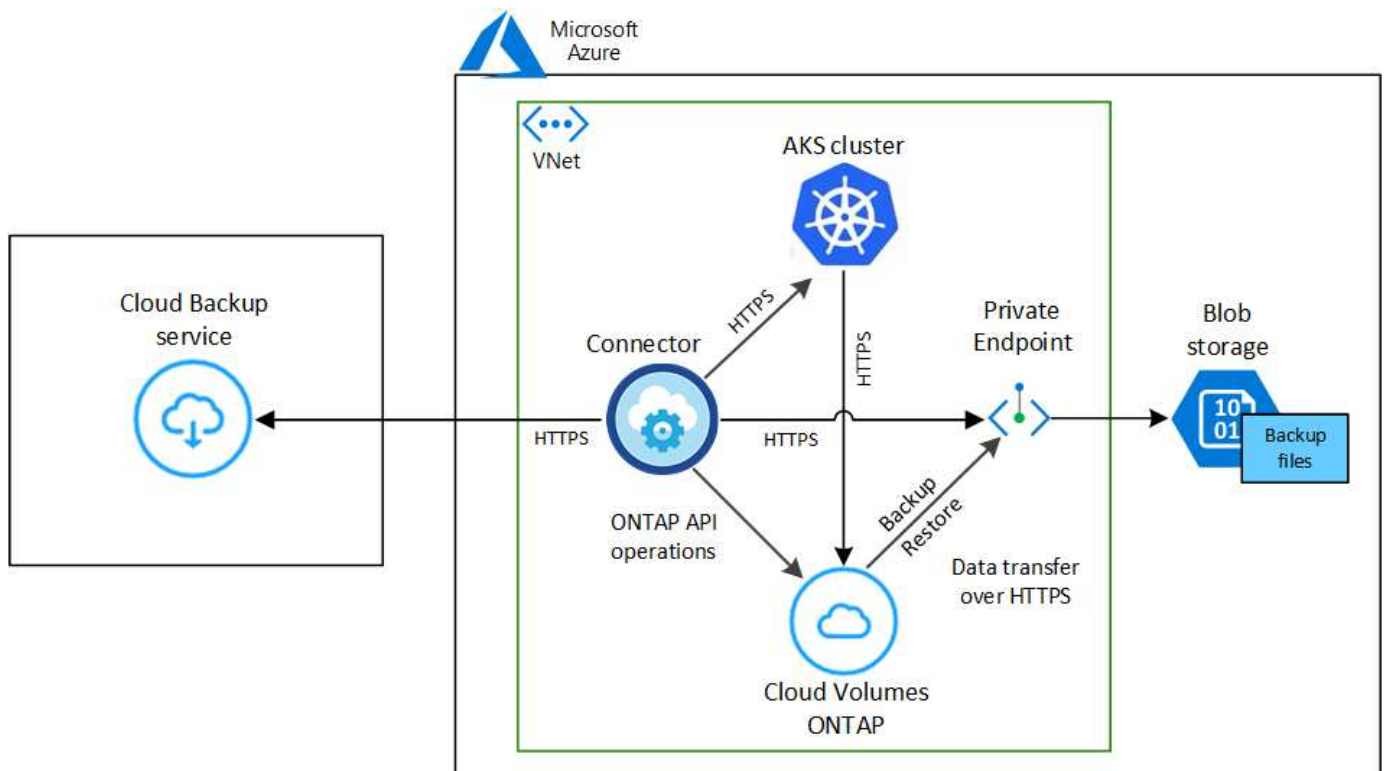 Microsoft
Azure
VNet
AKS cluster
Cloud Backup
service
Connector
HTTPS
HTTPS
Private
Endpoint
Blob
storage
10
01
Backup
files
HTTPS
HTTPS
ONTAP API
operations
Backup
Restore
Data transfer
over HTTPS
Cloud Volumes
ONTAP